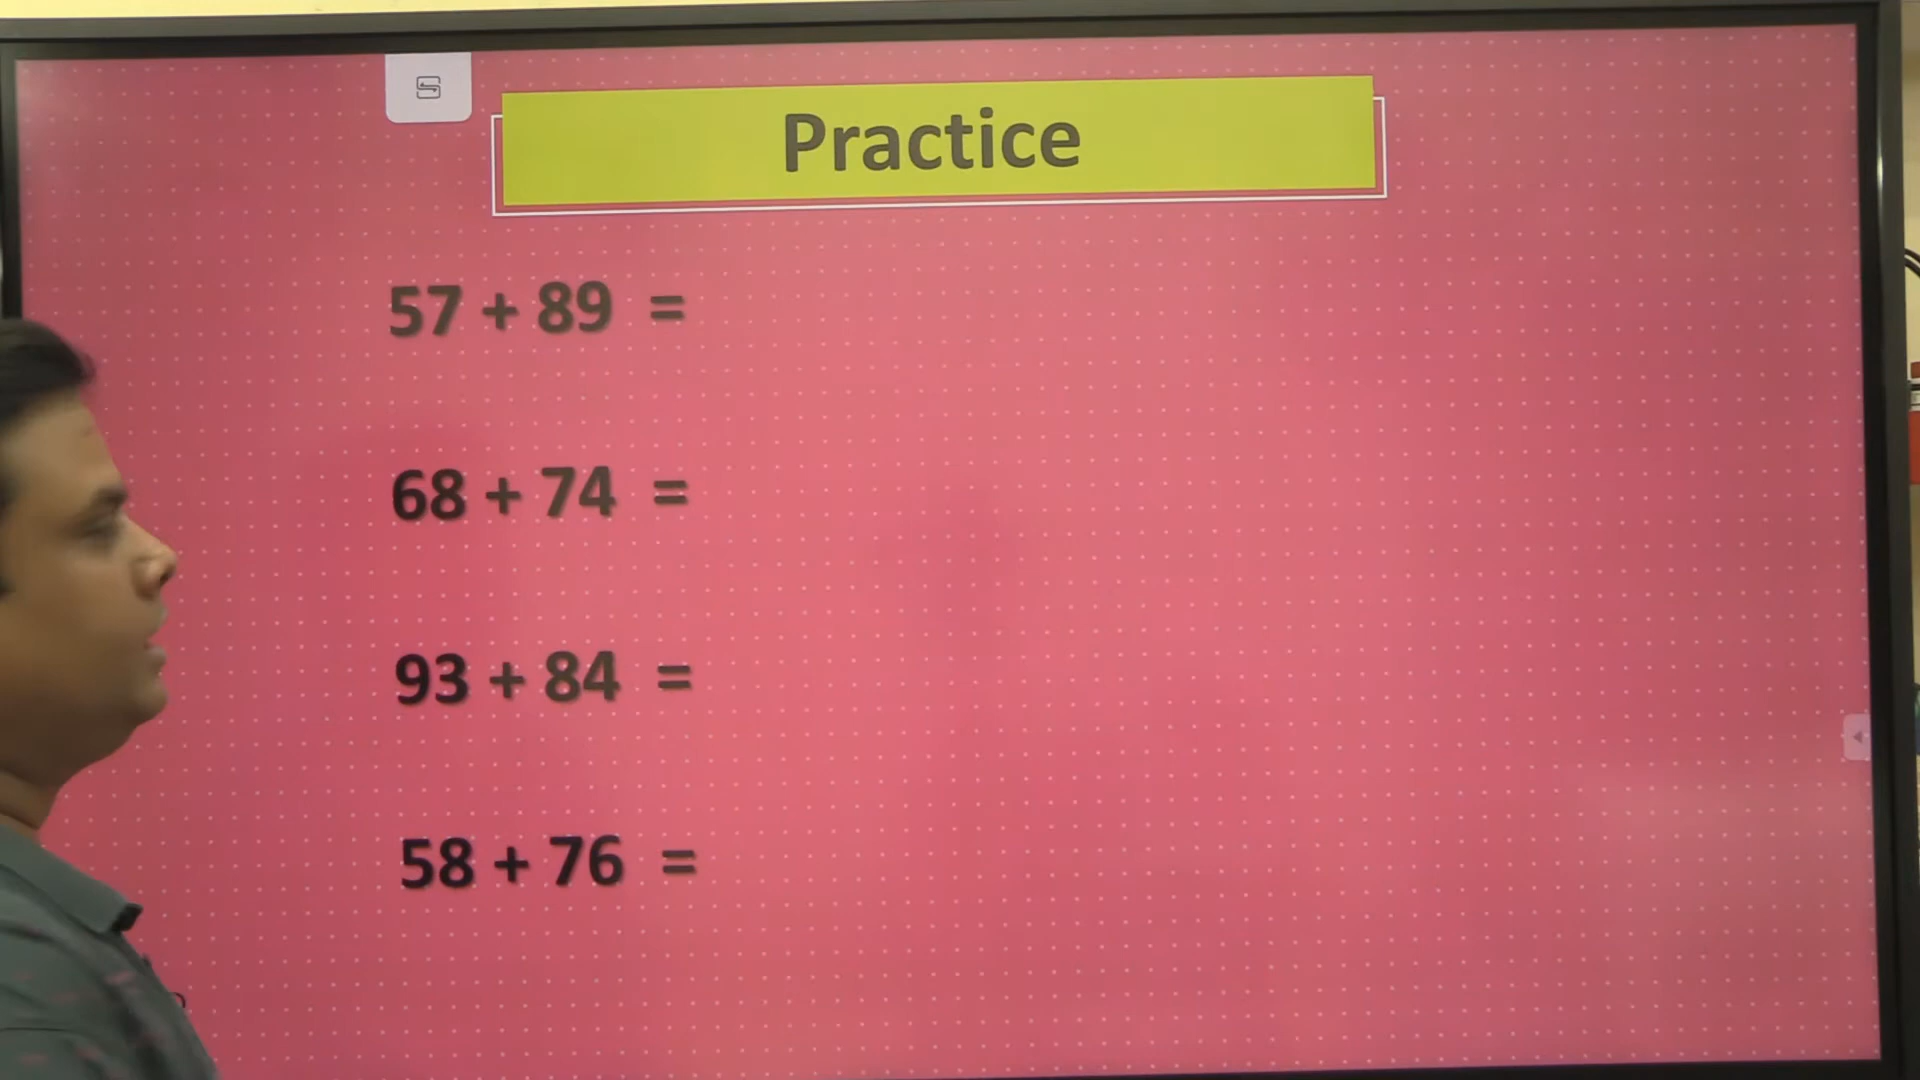 Practice
57 + 89 =
68 + 74 =
93 + 84 =
58 + 76 =